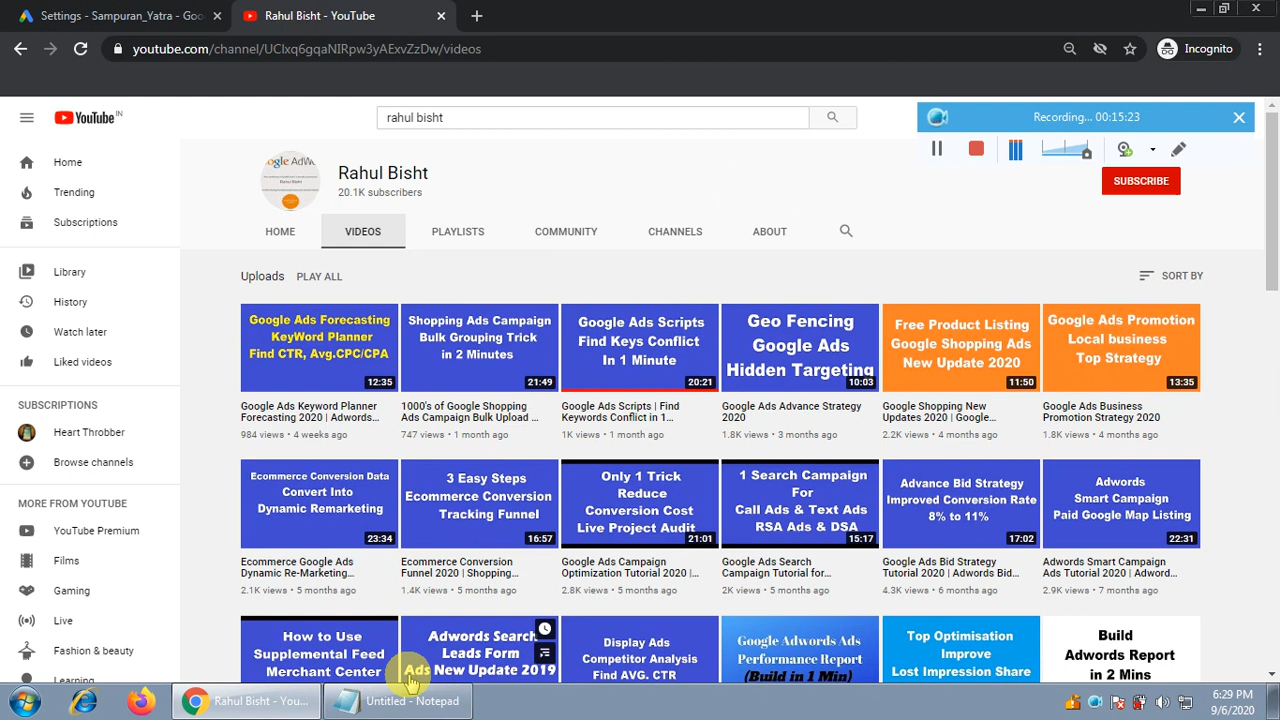 Settings - Sampuran_Yatra - Goo
Rahul Bisht - YouTube
youtube.com/channel/UClxq6gqaNIRpw3yAExvZzDw/videos
Incognito
YouTube IN
rahul bisht
Recording... 00:15:23
Home
Trending
Subscriptions
Library
History
Watch later
Liked videos
SUBSCRIPTIONS
Heart Throbber
Browse channels
MORE FROM YOUTUBE
YouTube Premium
Films
Gaming
Live
Fashion & beauty
Learning
ogle AdW
Rahul Bisht
20.1K subscribers
SUBSCRIBE
HOME
VIDEOS
PLAYLISTS
COMMUNITY
CHANNELS
ABOUT
Uploads
PLAY ALL
SORT BY
Google Ads Forecasting
KeyWord Planner
Find CTR, Avg.CPC/CPA
12:35
Google Ads Keyword Planner
Forecasting 2020 | Adwords...
984 views • 4 weeks ago
Shopping Ads Campaign
Bulk Grouping Trick
in 2 Minutes
21:49
1000's of Google Shopping
Ads Campaign Bulk Upload ...
747 views • 1 month ago
Google Ads Scripts
Find Keys Conflict
In 1 Minute
20:21
Google Ads Scripts | Find
Keywords Conflict in 1...
1K views • 1 month ago
Geo Fencing
Google Ads
Hidden Targeting
10:03
Google Ads Advance Strategy
2020
1.8K views • 3 months ago
Free Product Listing
Google Shopping Ads
New Update 2020
11:50
Google Shopping New
Updates 2020 | Google...
2.2K views • 4 months ago
Google Ads Promotion
Local business
Top Strategy
13:35
Google Ads Business
Promotion Strategy 2020
1.8K views • 4 months ago
Ecommerce Conversion Data
Convert Into
Dynamic Remarketing
23:34
Ecommerce Google Ads
Dynamic Re-Marketing...
2.1K views • 5 months ago
3 Easy Steps
Ecommerce Conversion
Tracking Funnel
16:57
Ecommerce Conversion
Funnel 2020 | Shopping...
1.4K views • 5 months ago
Only 1 Trick
Reduce
Conversion Cost
Live Project Audit
21:01
Google Ads Campaign
Optimization Tutorial 2020 |...
2.8K views • 5 months ago
1 Search Campaign
For
Call Ads & Text Ads
RSA Ads & DSA
15:17
Google Ads Search
Campaign Tutorial for...
2K views • 5 months ago
Advance Bid Strategy
Improved Conversion Rate
8% to 11%
17:02
Google Ads Bid Strategy
Tutorial 2020 | Adwords Bid...
4.3K views • 6 months ago
Adwords
Smart Campaign
Paid Google Map Listing
22:31
Adwords Smart Campaign
Ads Tutorial 2020 | Adword...
2.9K views • 7 months ago
How to Use
Supplemental Feed
Merchant Center
Adwords Search
Leads Form
Ads New Update 2019
Display Ads
Competitor Analysis
Find AVG. CTR
Google Adwords Ads
Performance Report
(Build in 1 Min)
Top Optimisation
Improve
Lost Impression Share
Build
Adwords Report
in 2 Mins
Rahul Bisht - You...
Untitled - Notepad
6:29 PM
9/6/2020